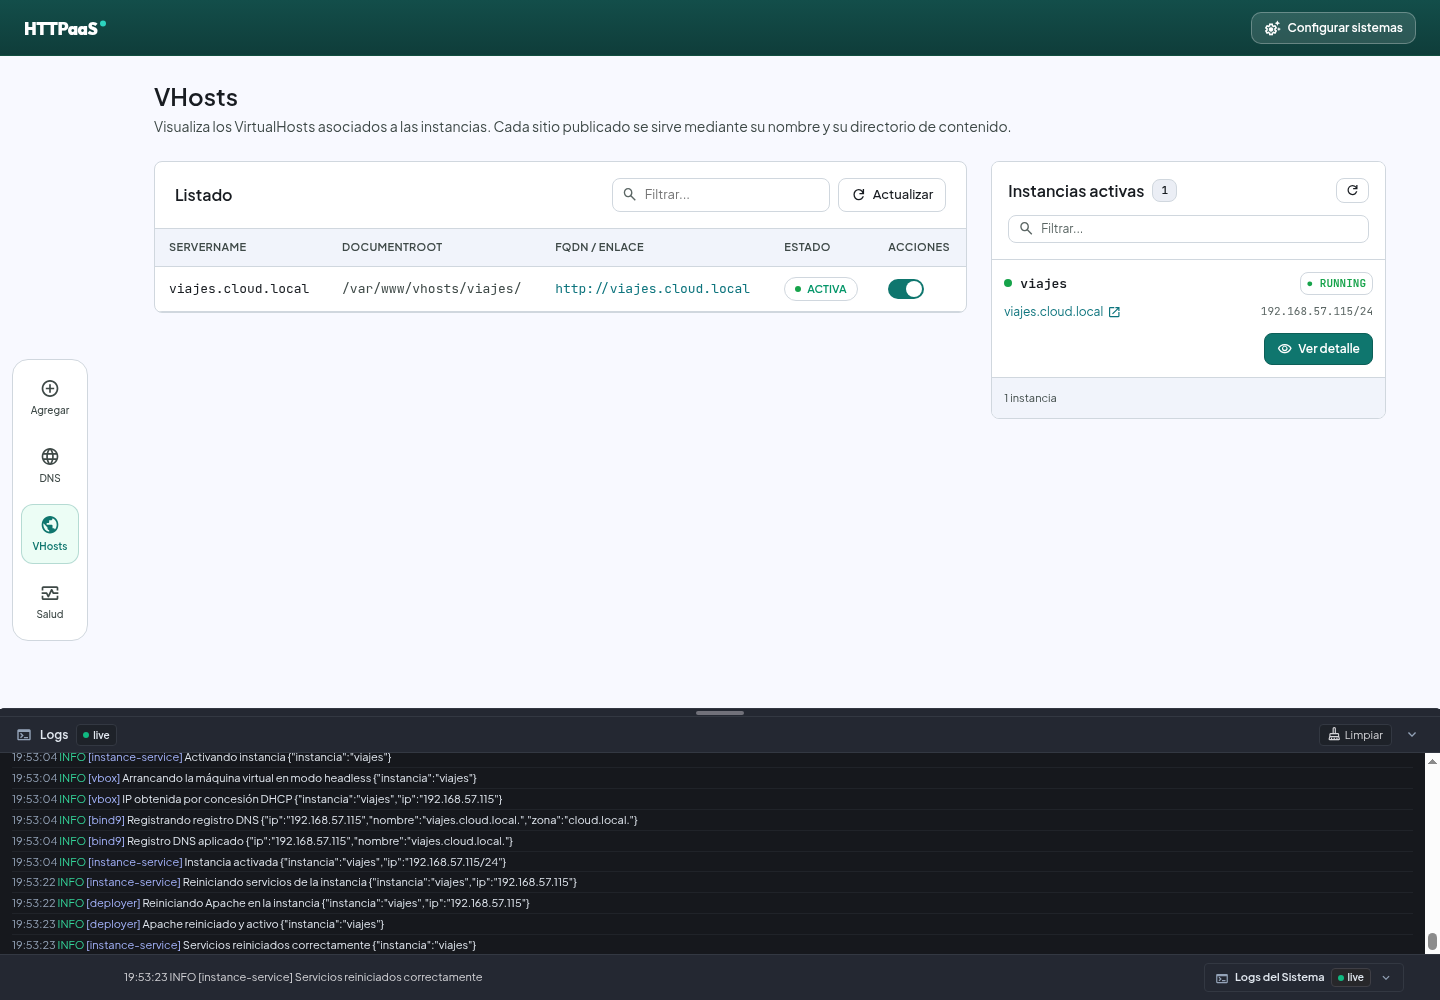 HTTPaaS
Configurar sistemas
VHosts
Visualiza los VirtualHosts asociados a las instancias. Cada sitio publicado se sirve mediante su nombre y su directorio de contenido.
Listado
Filtrar...
Actualizar
SERVERNAME DOCUMENTROOT FQDN / ENLACE ESTADO ACCIONES
viajes.cloud.local /var/www/vhosts/viajes/ http://viajes.cloud.local ACTIVA
Instancias activas 1
Filtrar...
viajes RUNNING
viajes.cloud.local 192.168.57.115/24
Ver detalle
1 instancia
Agregar
DNS
VHosts
Salud
Logs live
Limpiar
19:53:04 INFO [instance-service] Activando instancia {"instancia":"viajes"}
19:53:04 INFO [vbox] Arrancando la máquina virtual en modo headless {"instancia":"viajes"}
19:53:04 INFO [vbox] IP obtenida por concesión DHCP {"instancia":"viajes","ip":"192.168.57.115"}
19:53:04 INFO [bind9] Registrando registro DNS {"ip":"192.168.57.115","nombre":"viajes.cloud.local.","zona":"cloud.local."}
19:53:04 INFO [bind9] Registro DNS aplicado {"ip":"192.168.57.115","nombre":"viajes.cloud.local."}
19:53:04 INFO [instance-service] Instancia activada {"instancia":"viajes","ip":"192.168.57.115/24"}
19:53:22 INFO [instance-service] Reiniciando servicios de la instancia {"instancia":"viajes","ip":"192.168.57.115"}
19:53:22 INFO [deployer] Reiniciando Apache en la instancia {"instancia":"viajes","ip":"192.168.57.115"}
19:53:23 INFO [deployer] Apache reiniciado y activo {"instancia":"viajes"}
19:53:23 INFO [instance-service] Servicios reiniciados correctamente {"instancia":"viajes"}
19:53:23 INFO [instance-service] Servicios reiniciados correctamente
Logs del Sistema live